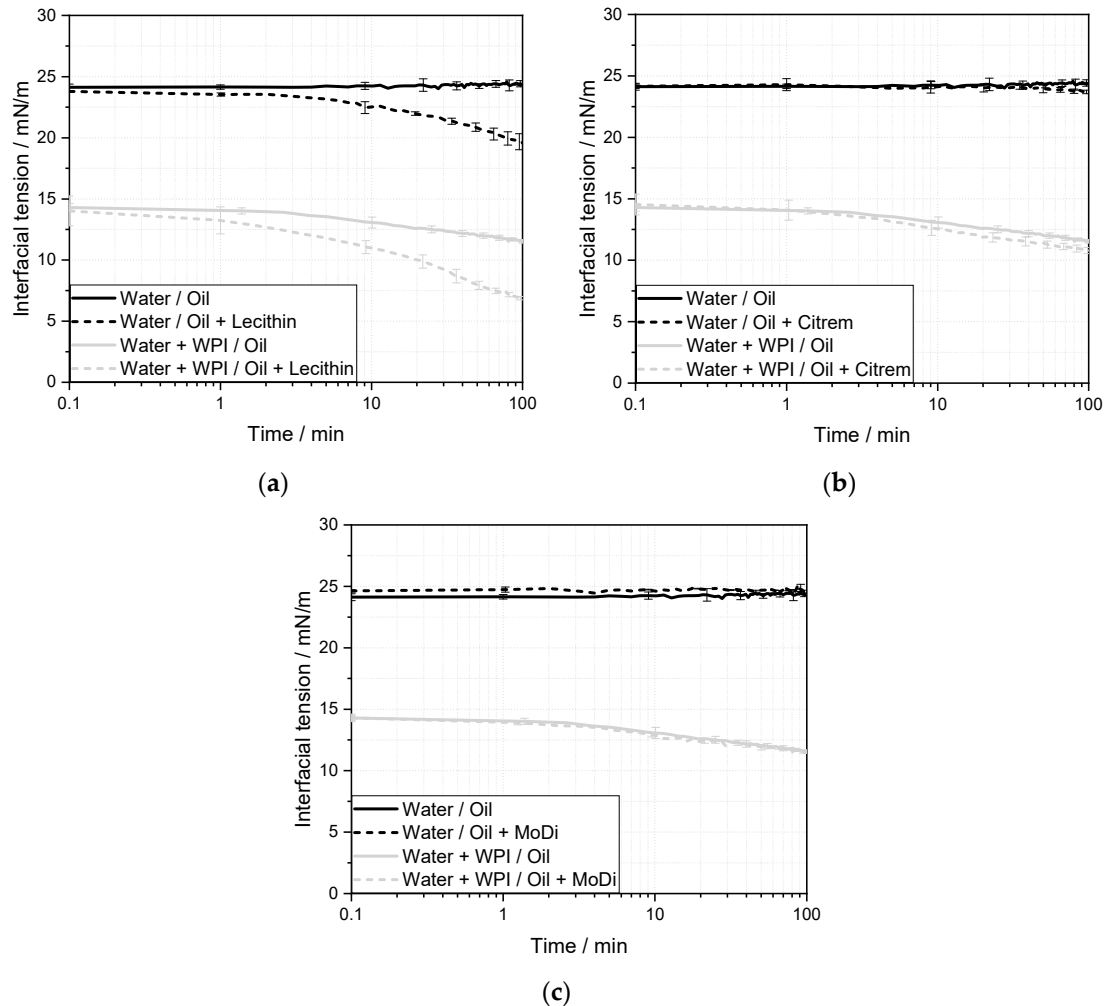 30
25
20
15
10
5
0
Interfacial tension / mN/m
Water / Oil
Water / Oil + Lecithin
Water + WPI / Oil
Water + WPI / Oil + Lecithin
0.1 1 10 100
Time / min
(a)
30
25
20
15
10
5
0
Interfacial tension / mN/m
Water / Oil
Water / Oil + Citrem
Water + WPI / Oil
Water + WPI / Oil + Citrem
0.1 1 10 100
Time / min
(b)
30
25
20
15
10
5
0
Interfacial tension / mN/m
Water / Oil
Water / Oil + MoDi
Water + WPI / Oil
Water + WPI / Oil + MoDi
0.1 1 10 100
Time / min
(c)